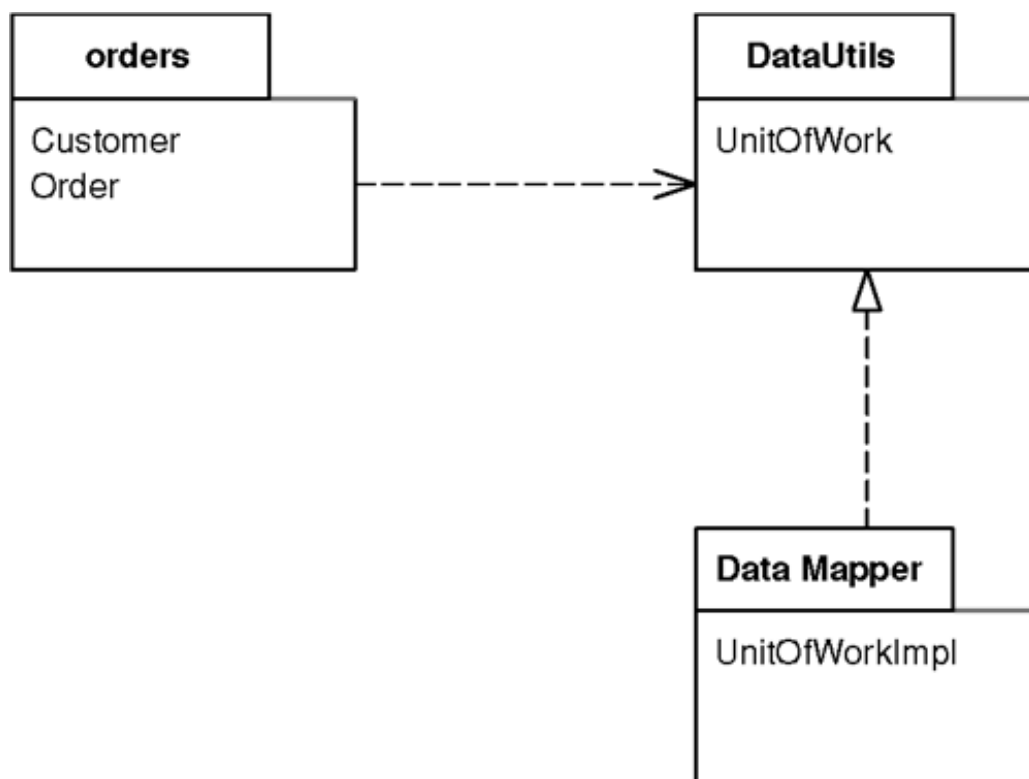 orders
Customer
Order
DataUtils
UnitOfWork
Data Mapper
UnitOfWorkImpl